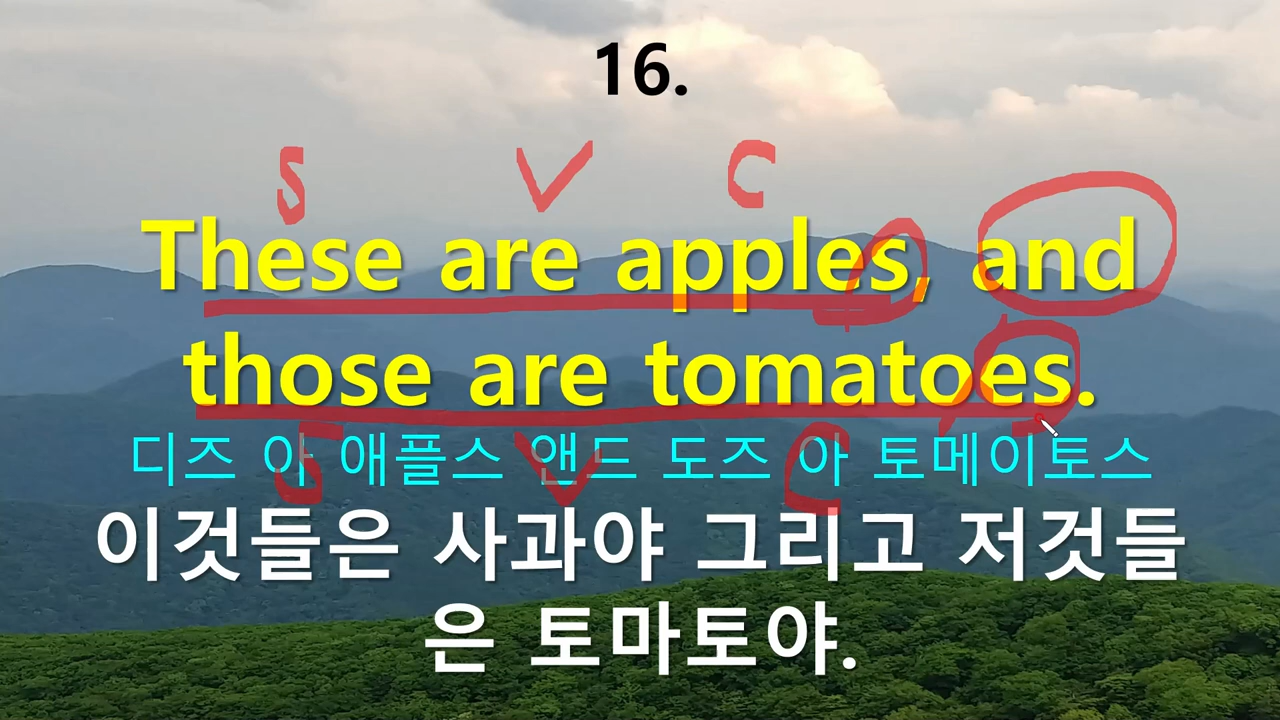 16.
S V C
These are apples, and
those are tomatoes.
S V C
디즈 아 애플스 앤드 도즈 아 토메이토스
이것들은 사과야 그리고 저것들
은 토마토야.